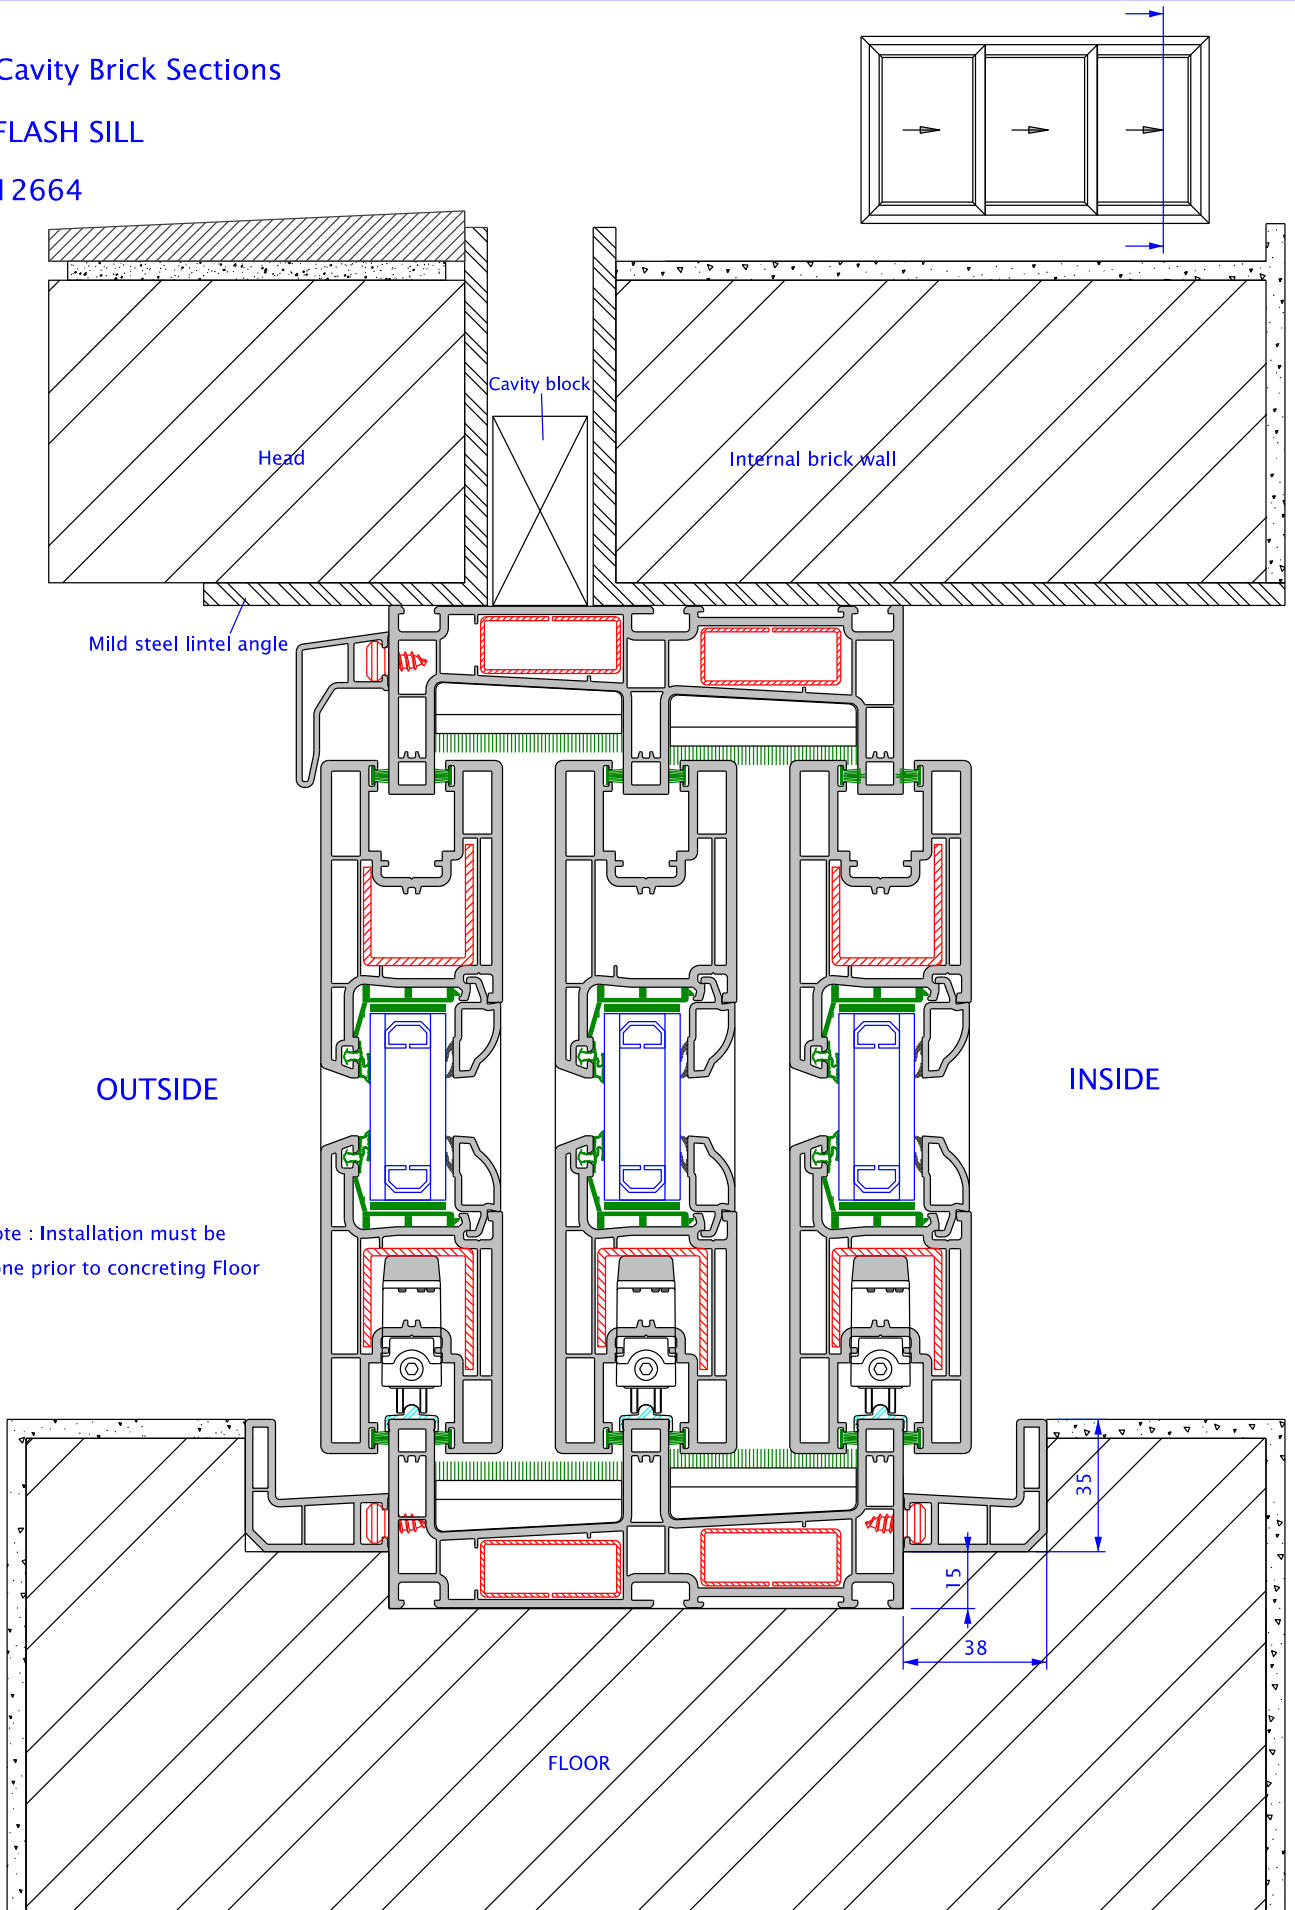 Cavity Brick Sections
FLASH SILL
12664
Cavity block
Head
Internal brick wall
Mild steel lintel angle
OUTSIDE
INSIDE
ote : Installation must be
one prior to concreting Floor
35
15
38
FLOOR